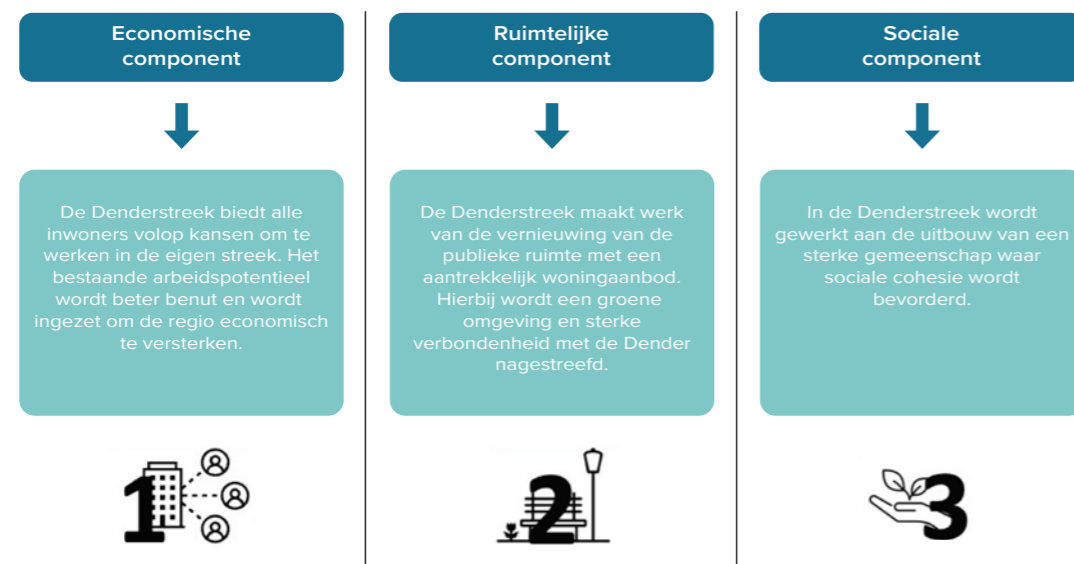 Economische
component
De Denderstreek biedt alle
inwoners volop kansen om te
werken in de eigen streek. Het
bestaande arbeidspotentieel
wordt beter benut en wordt
ingezet om de regio economisch
te versterken.
1
Ruimtelijke
component
De Denderstreek maakt werk
van de vernieuwing van de
publieke ruimte met een
aantrekkelijk woningaanbod.
Hierbij wordt een groene
omgeving en sterke
verbondenheid met de Dender
nagestreefd.
2
Sociale
component
In de Denderstreek wordt
gewerkt aan de uitbouw van een
sterke gemeenschap waar
sociale cohesie wordt
bevorderd.
3